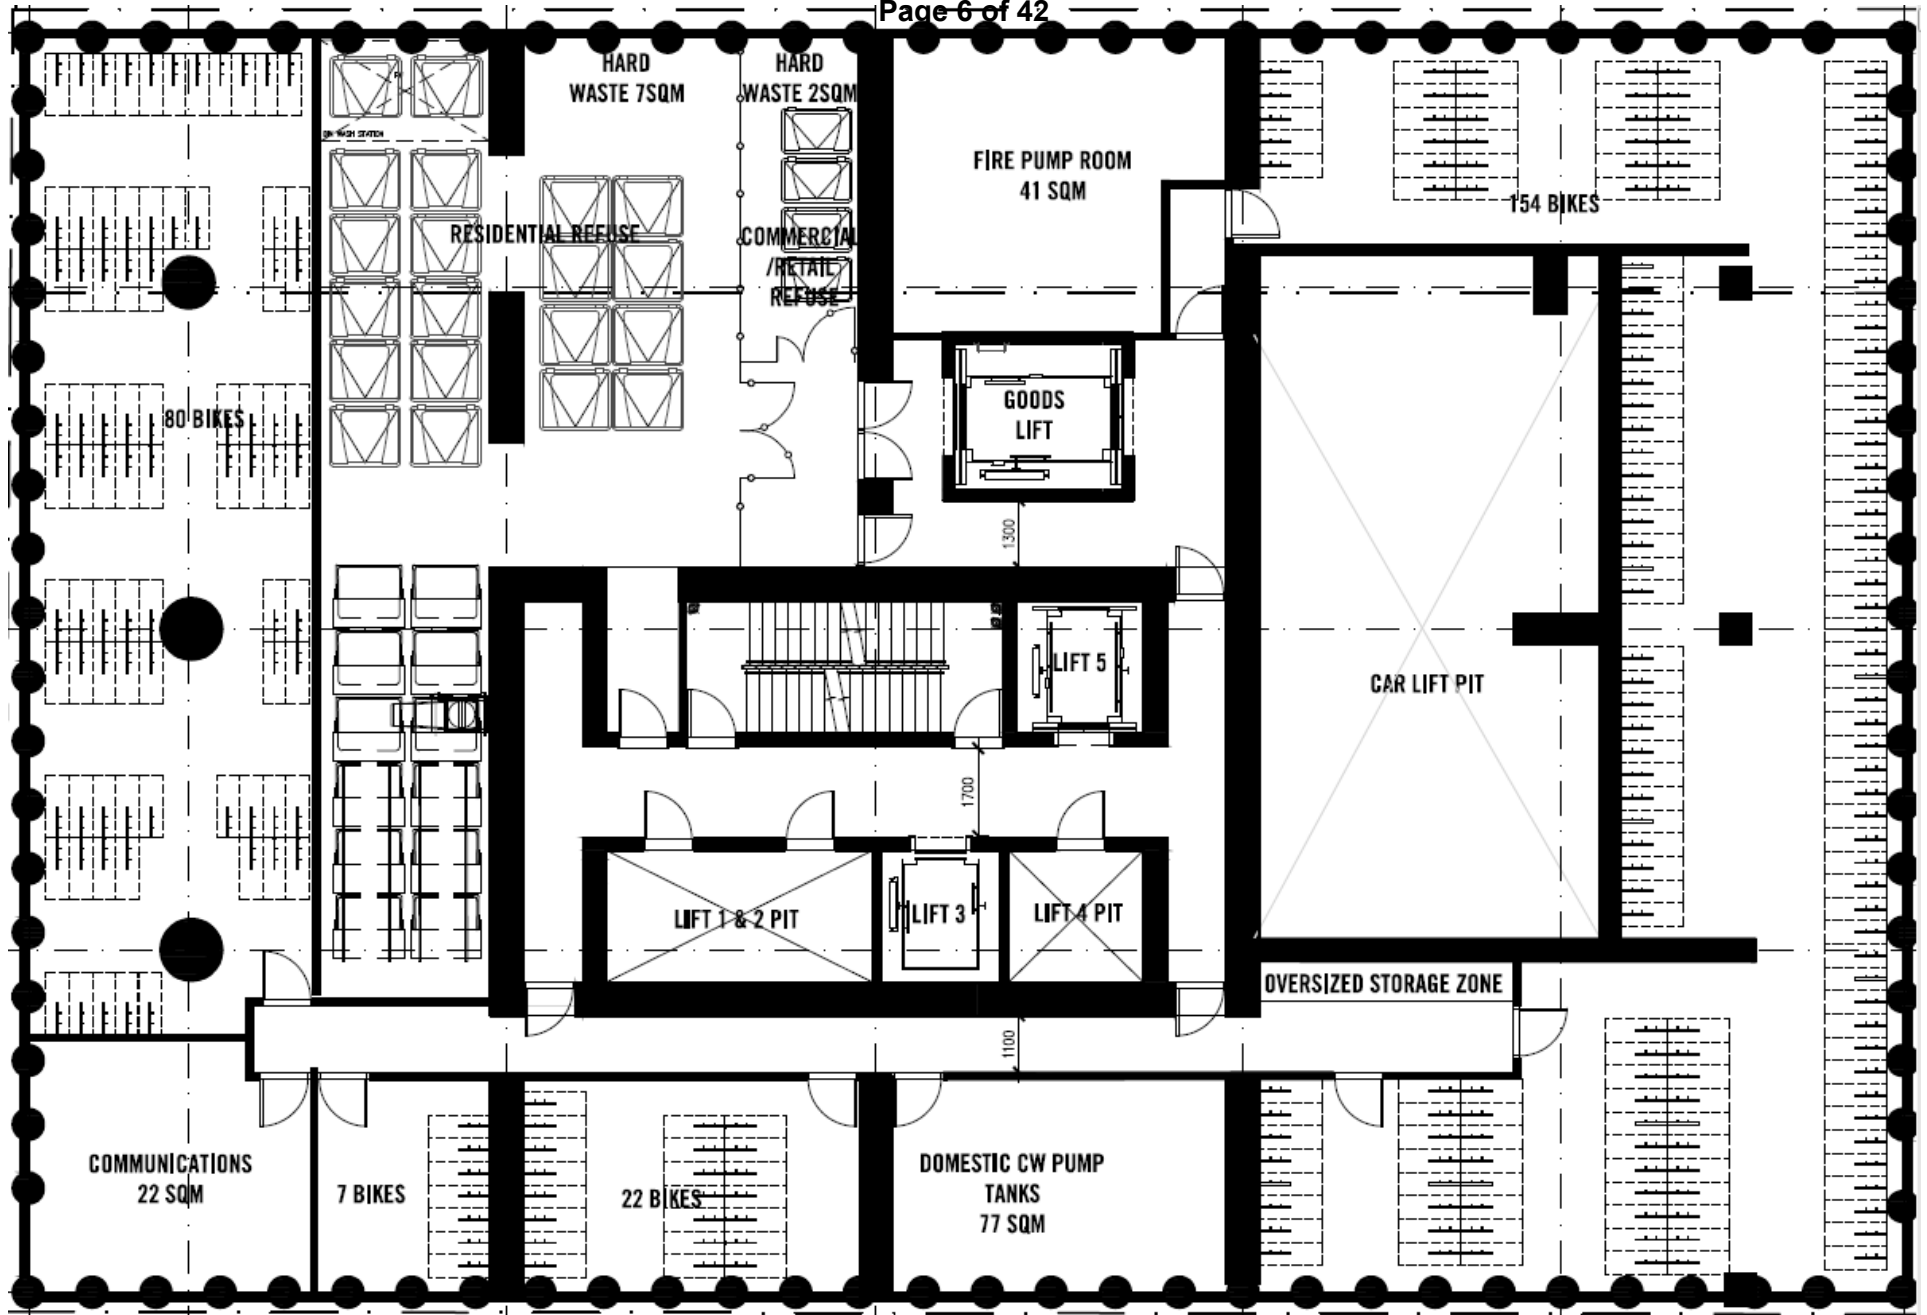 Page 6 of 42
HARD
WASTE 7SQM
HARD
WASTE 2SQM
BIN WASH STATION
FIRE PUMP ROOM
41 SQM
154 BIKES
RESIDENTIAL REFUSE
COMMERCIAL
/RETAIL
REFUSE
80 BIKES
GOODS
LIFT
1300
LIFT 5
CAR LIFT PIT
1700
LIFT 1 & 2 PIT
LIFT 3
LIFT 4 PIT
OVERSIZED STORAGE ZONE
1100
COMMUNICATIONS
22 SQM
7 BIKES
22 BIKES
DOMESTIC CW PUMP
TANKS
77 SQM